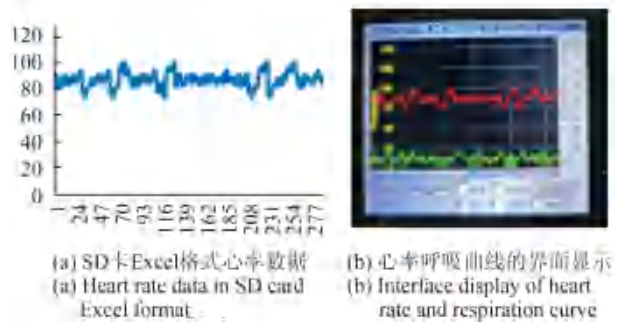 120
100
80
60
40
20
0
1 24 47 70 93 116 139 162 185 208 231 254 277
(a) SD卡Excel格式心率数据
(a) Heart rate data in SD card
Excel format
(b) 心率呼吸曲线的界面显示
(b) Interface display of heart
rate and respiration curve